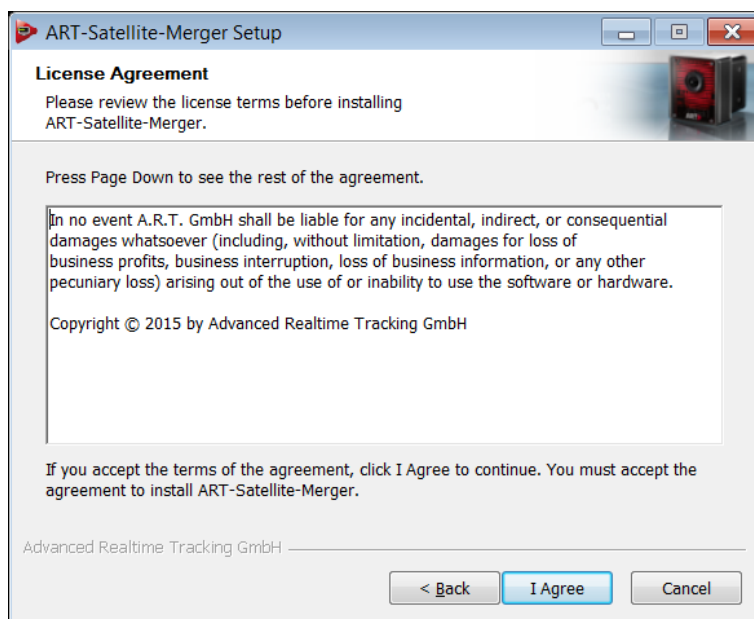 ART-Satellite-Merger Setup
License Agreement
Please review the license terms before installing
ART-Satellite-Merger.
Press Page Down to see the rest of the agreement.
In no event A.R.T. GmbH shall be liable for any incidental, indirect, or consequential
damages whatsoever (including, without limitation, damages for loss of
business profits, business interruption, loss of business information, or any other
pecuniary loss) arising out of the use of or inability to use the software or hardware.
Copyright © 2015 by Advanced Realtime Tracking GmbH
If you accept the terms of the agreement, click I Agree to continue. You must accept the
agreement to install ART-Satellite-Merger.
Advanced Realtime Tracking GmbH
< Back I Agree Cancel